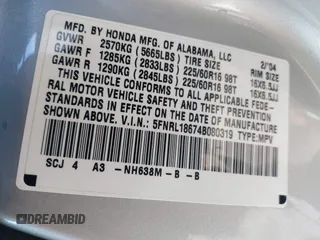 MFD. BY HONDA MFG. OF ALABAMA, LLC 2/'04
GVWR 2570KG (5665LBS) TIRE SIZE RIM SIZE
GAWR F 1285KG (2833LBS) 225/60R16 98T 16X6.5JJ
GAWR R 1290KG (2845LBS) 225/60R16 98T 16X6.5JJ
THIS VEHICLE CONFORMS TO ALL APPLICABLE FEDE-
RAL MOTOR VEHICLE SAFETY AND THEFT PREVENTION
STANDARDS IN EFFECT ON THE DATE OF MANUFACTURE
SHOWN ABOVE. V.I.N.: 5FNRL18674B080319 TYPE:MPV
SCJ 4 A3 -NH638M-B -B
DREAMBID